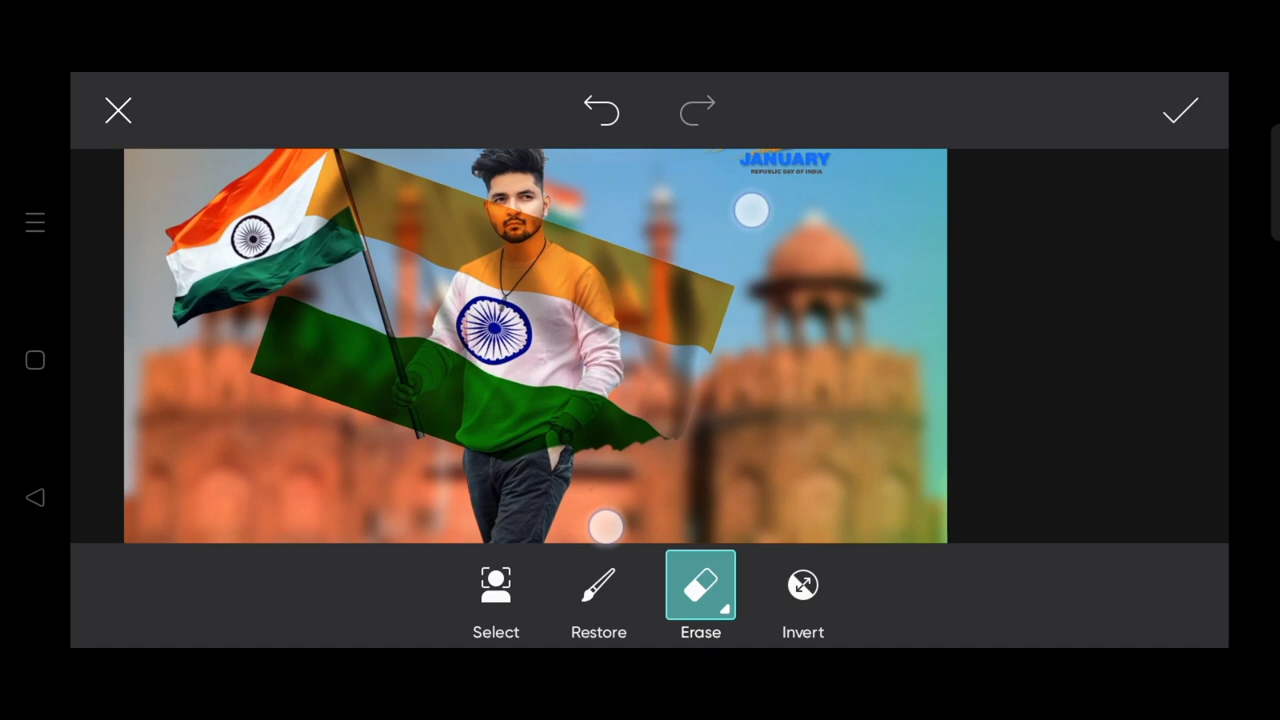 JANUARY
REPUBLIC DAY OF INDIA
Select
Restore
Erase
Invert